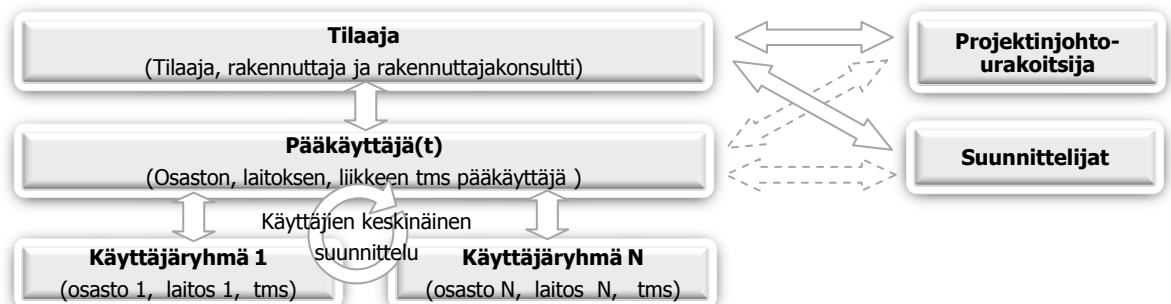 Tilaaja
(Tilaaja, rakennuttaja ja rakennuttajakonsultti)
Projektinjohto-
urakoitsija
Pääkäyttäjä(t)
(Osaston, laitoksen, liikkeen tms pääkäyttäjä )
Suunnittelijat
Käyttäjien keskinäinen
suunnittelu
Käyttäjäryhmä 1
(osasto 1, laitos 1, tms)
Käyttäjäryhmä N
(osasto N, laitos N, tms)